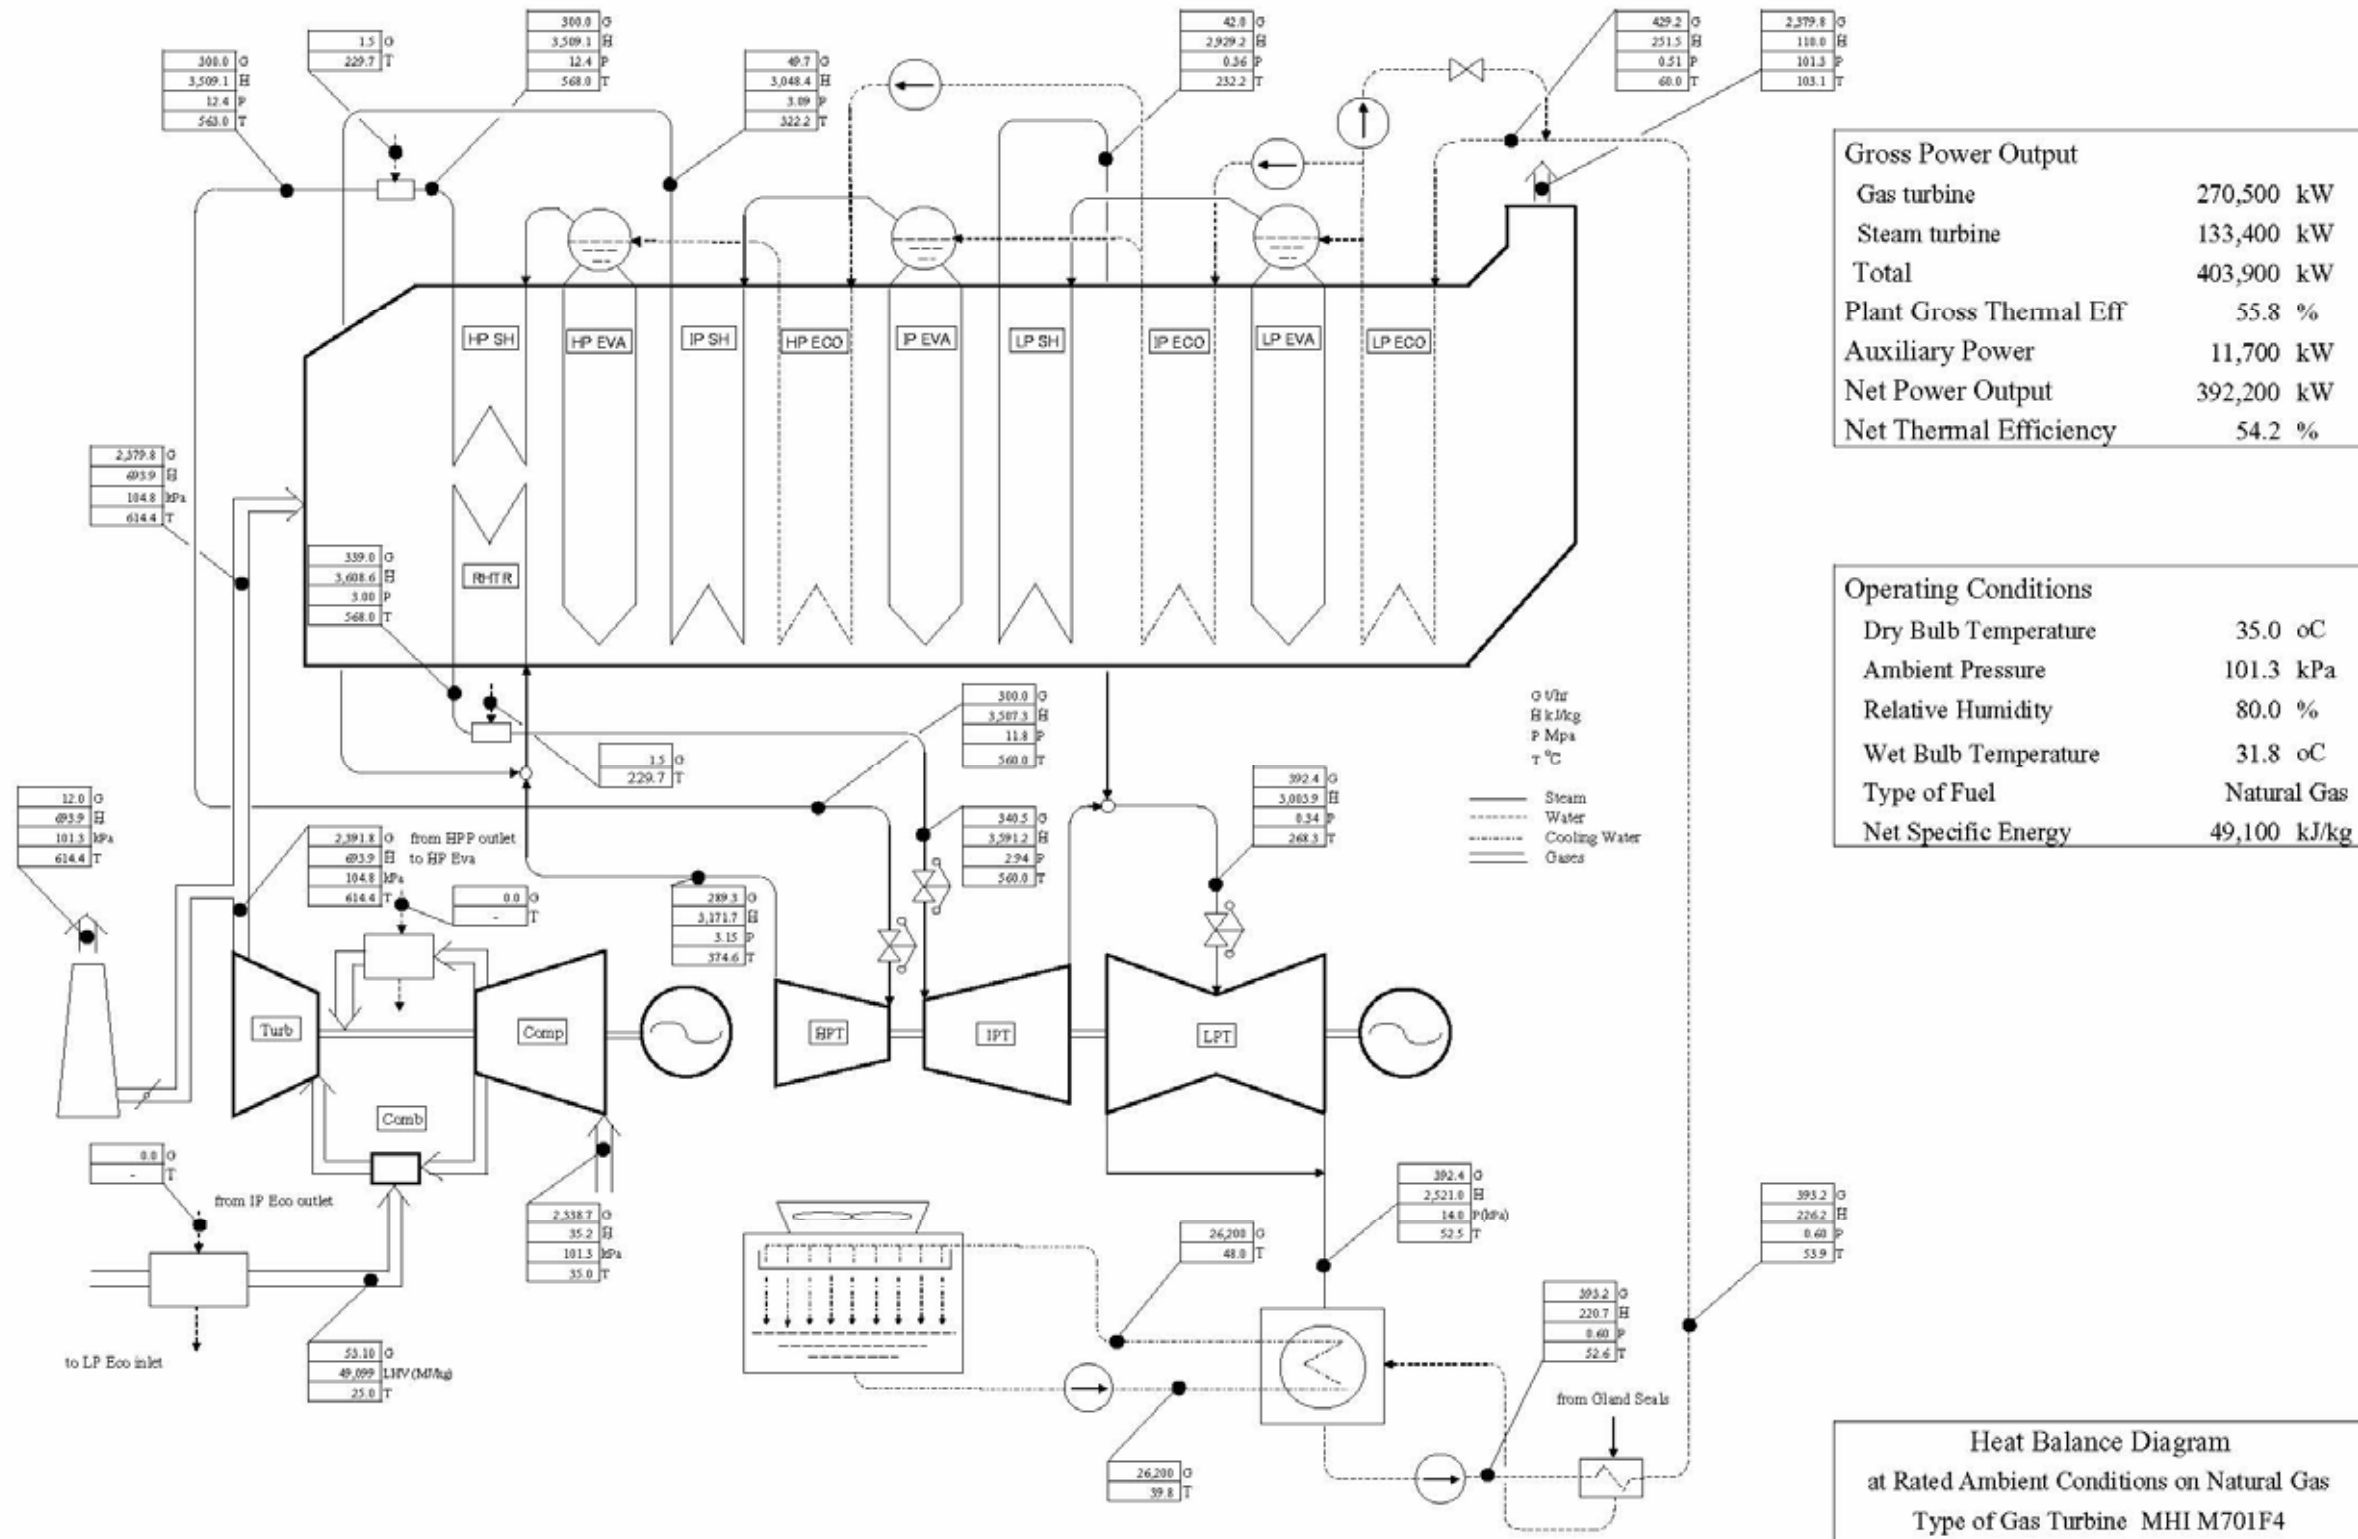 300.0 G
3,509.1 H
12.4 P
563.0 T
1.5 G
229.7 T
300.0 G
3,509.1 H
12.4 P
568.0 T
49.7 G
3,048.4 H
3.09 P
322.2 T
42.0 G
2,929.2 H
0.36 P
232.2 T
429.2 G
251.5 H
0.51 P
60.0 T
2,379.8 G
110.0 H
101.3 P
103.1 T
Gross Power Output
Gas turbine 270,500 kW
Steam turbine 133,400 kW
Total 403,900 kW
Plant Gross Thermal Eff 55.8 %
Auxiliary Power 11,700 kW
Net Power Output 392,200 kW
Net Thermal Efficiency 54.2 %
HP SH
HP EVA
IP SH
HP ECO
IP EVA
LP SH
IP ECO
LP EVA
LP ECO
2,379.8 G
693.9 H
104.8 kPa
614.4 T
339.0 G
3,608.6 H
3.00 P
568.0 T
RHTR
Operating Conditions
Dry Bulb Temperature 35.0 oC
Ambient Pressure 101.3 kPa
Relative Humidity 80.0 %
Wet Bulb Temperature 31.8 oC
Type of Fuel Natural Gas
Net Specific Energy 49,100 kJ/kg
300.0 G
3,507.3 H
11.8 P
560.0 T
G t/hr
H kJ/kg
P Mpa
T °C
Steam
Water
Cooling Water
Gases
1.5 G
229.7 T
392.4 G
3,003.9 H
0.34 P
268.3 T
12.0 G
693.9 H
101.3 kPa
614.4 T
2,391.8 G
693.9 H
104.8 kPa
614.4 T
from HPP outlet
to HP Eva
0.0 G
- T
340.5 G
3,591.2 H
2.94 P
560.0 T
289.3 G
3,171.7 H
3.15 P
374.6 T
Turb
Comp
HPT
IPT
LPT
Comb
0.0 G
- T
from IP Eco outlet
to LP Eco inlet
2,338.7 G
35.2 H
101.3 kPa
35.0 T
53.10 G
49,099 LHV (MJ/kg)
25.0 T
26,200 G
48.0 T
392.4 G
2,521.0 H
14.0 P(kPa)
52.5 T
393.2 G
226.2 H
0.60 P
53.9 T
393.2 G
220.7 H
0.60 P
52.6 T
from Gland Seals
26,200 G
39.8 T
Heat Balance Diagram
at Rated Ambient Conditions on Natural Gas
Type of Gas Turbine MHI M701F4